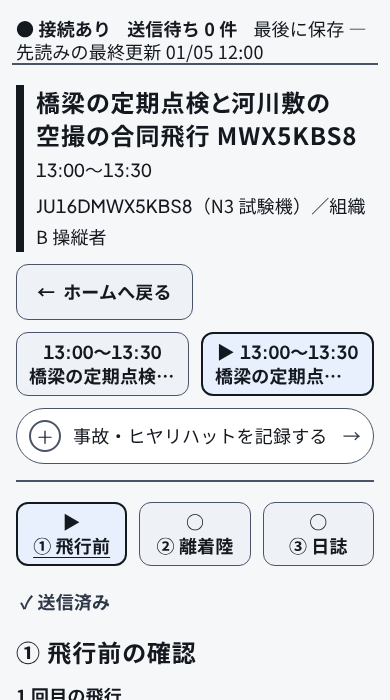 ● 接続あり 送信待ち 0 件 最後に保存 —
先読みの最終更新 01/05 12:00
橋梁の定期点検と河川敷の
空撮の合同飛行 MWX5KBS8
13:00〜13:30
JU16DMWX5KBS8（N3 試験機）／組織
B 操縦者
← ホームへ戻る
13:00〜13:30
橋梁の定期点検…
▶ 13:00〜13:30
橋梁の定期点…
＋ 事故・ヒヤリハットを記録する →
▶
① 飛行前
○
② 離着陸
○
③ 日誌
✓ 送信済み
① 飛行前の確認
1 回目の飛行